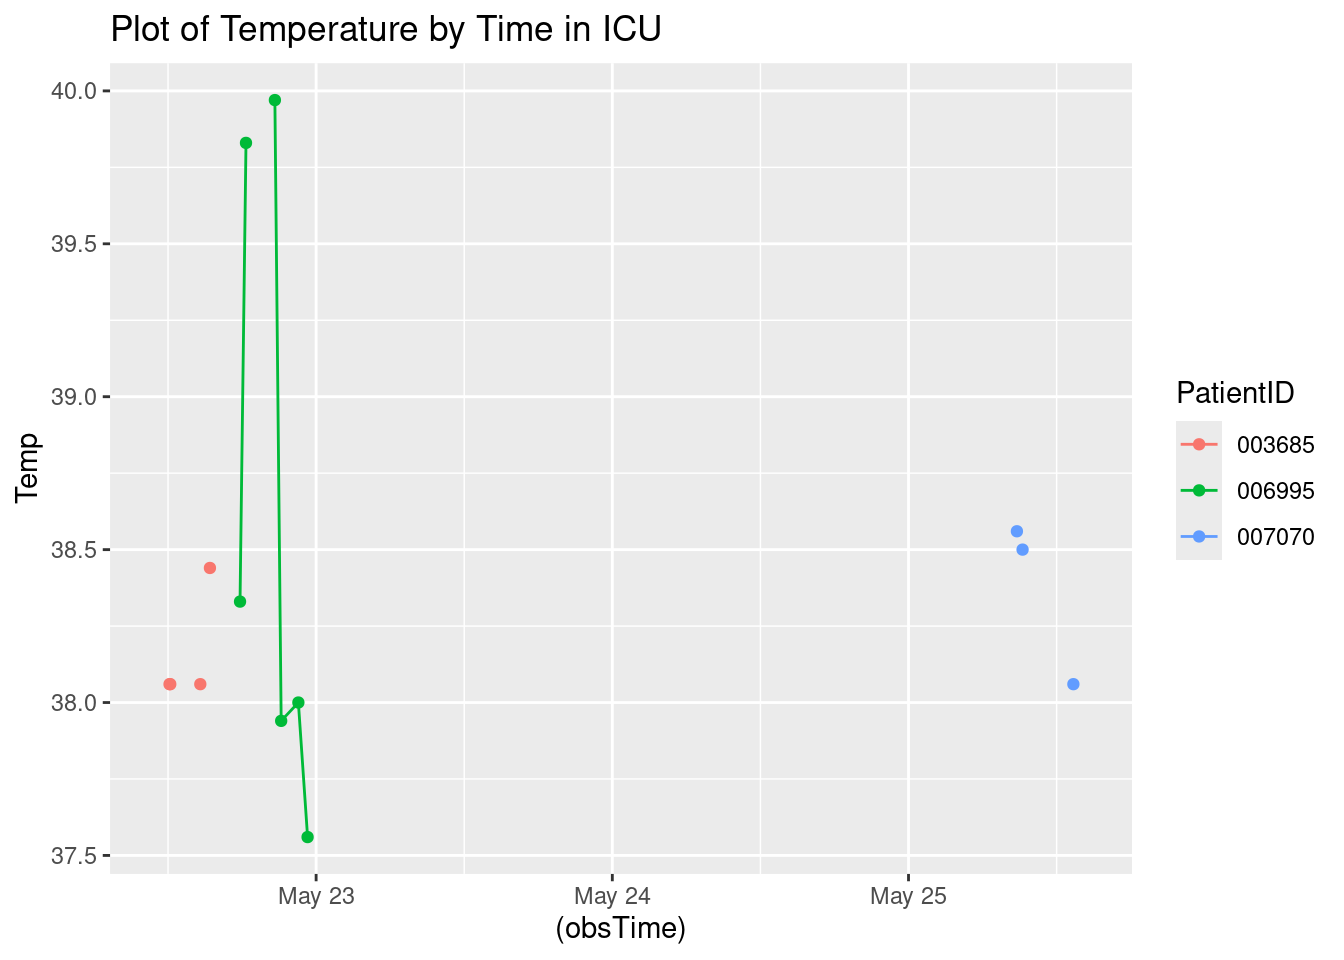 Plot of Temperature by Time in ICU
40.0
39.5
39.0
38.5
38.0
37.5
Temp
May 23
May 24
May 25
(obsTime)
PatientID
003685
006995
007070